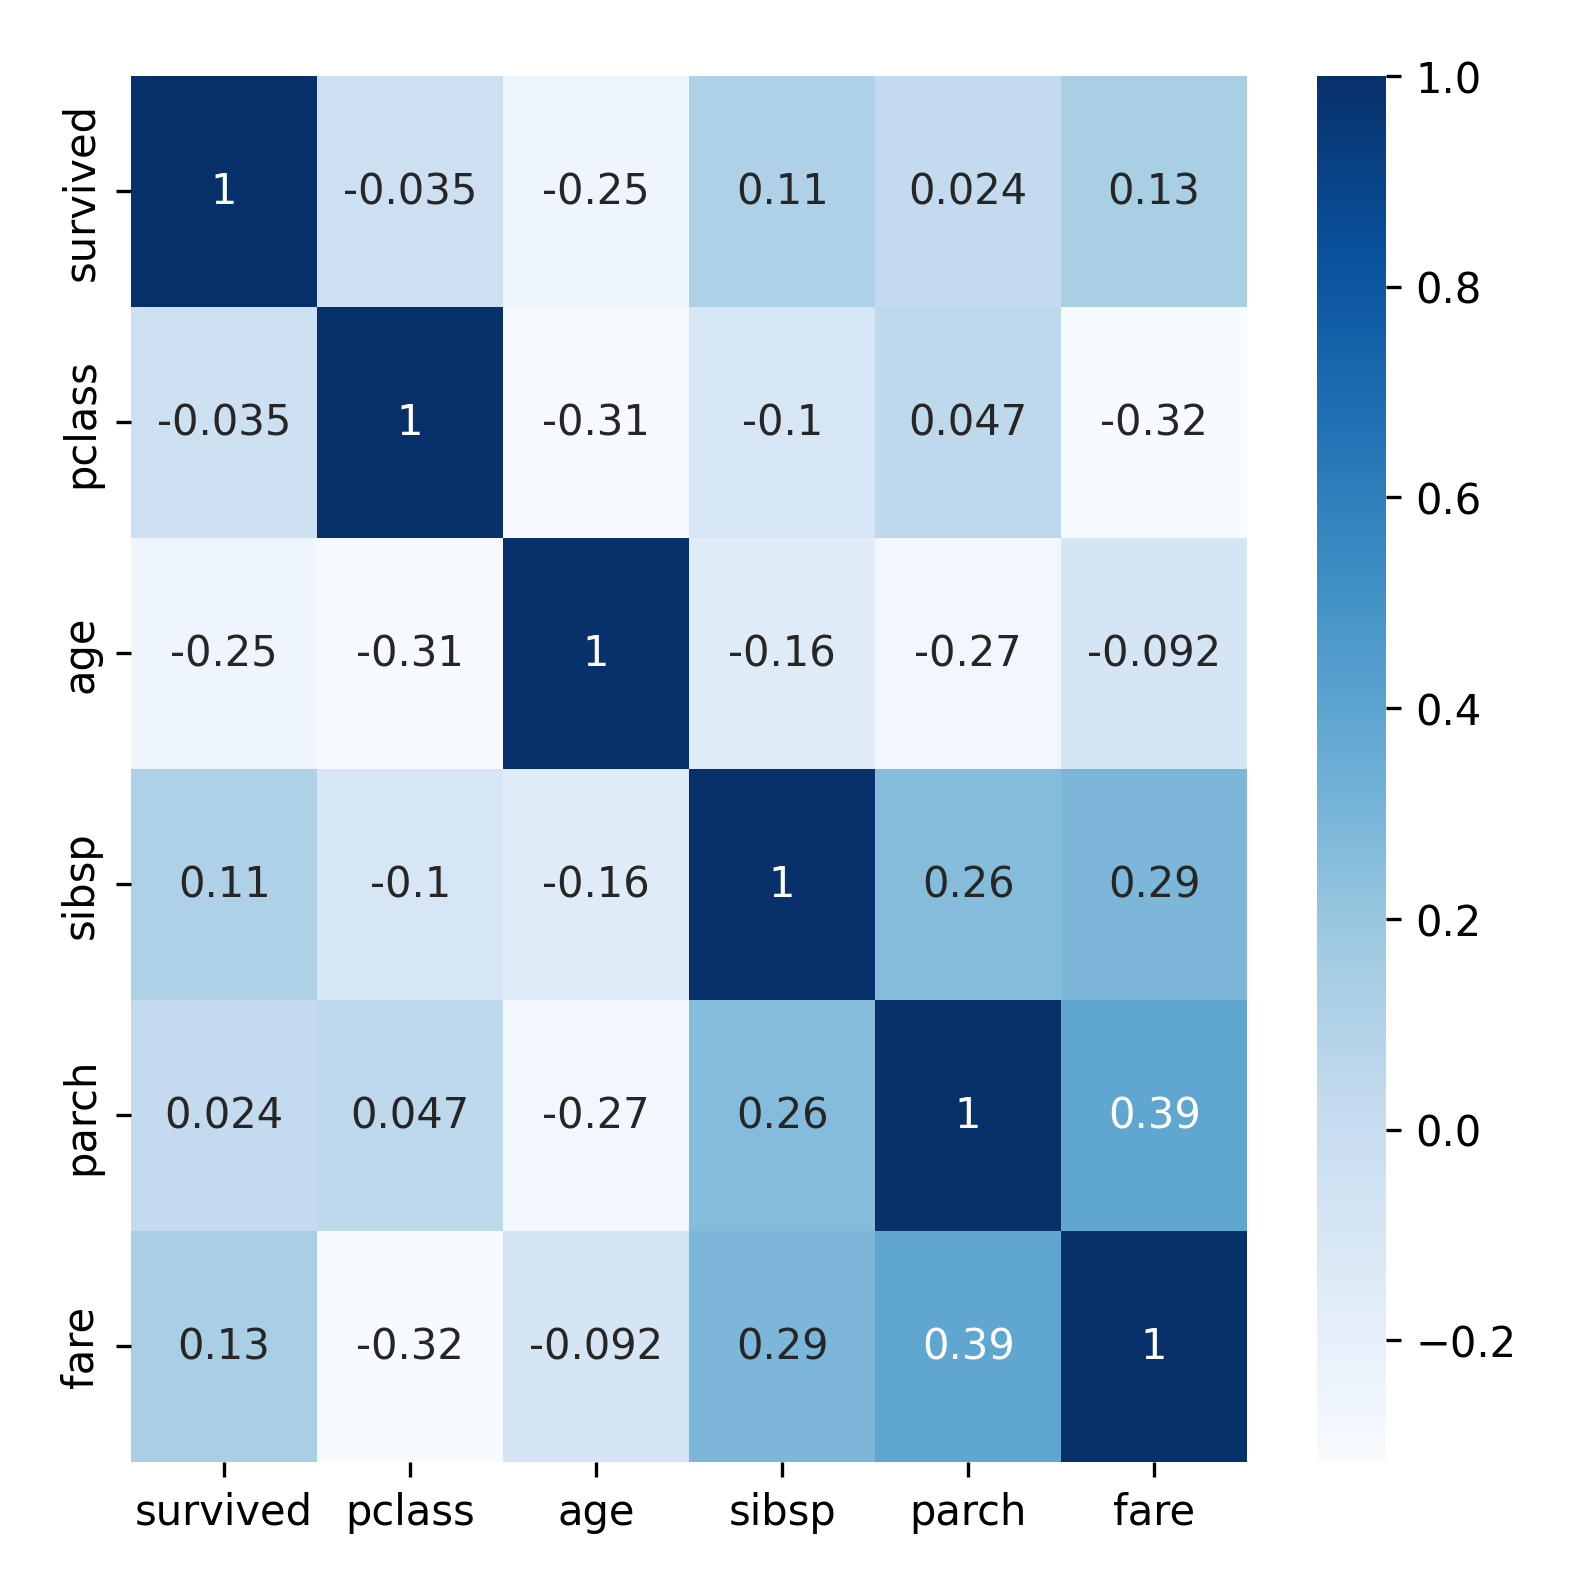 survived 1 -0.035 -0.25 0.11 0.024 0.13
pclass -0.035 1 -0.31 -0.1 0.047 -0.32
age -0.25 -0.31 1 -0.16 -0.27 -0.092
sibsp 0.11 -0.1 -0.16 1 0.26 0.29
parch 0.024 0.047 -0.27 0.26 1 0.39
fare 0.13 -0.32 -0.092 0.29 0.39 1
survived pclass age sibsp parch fare
1.0
0.8
0.6
0.4
0.2
0.0
−0.2